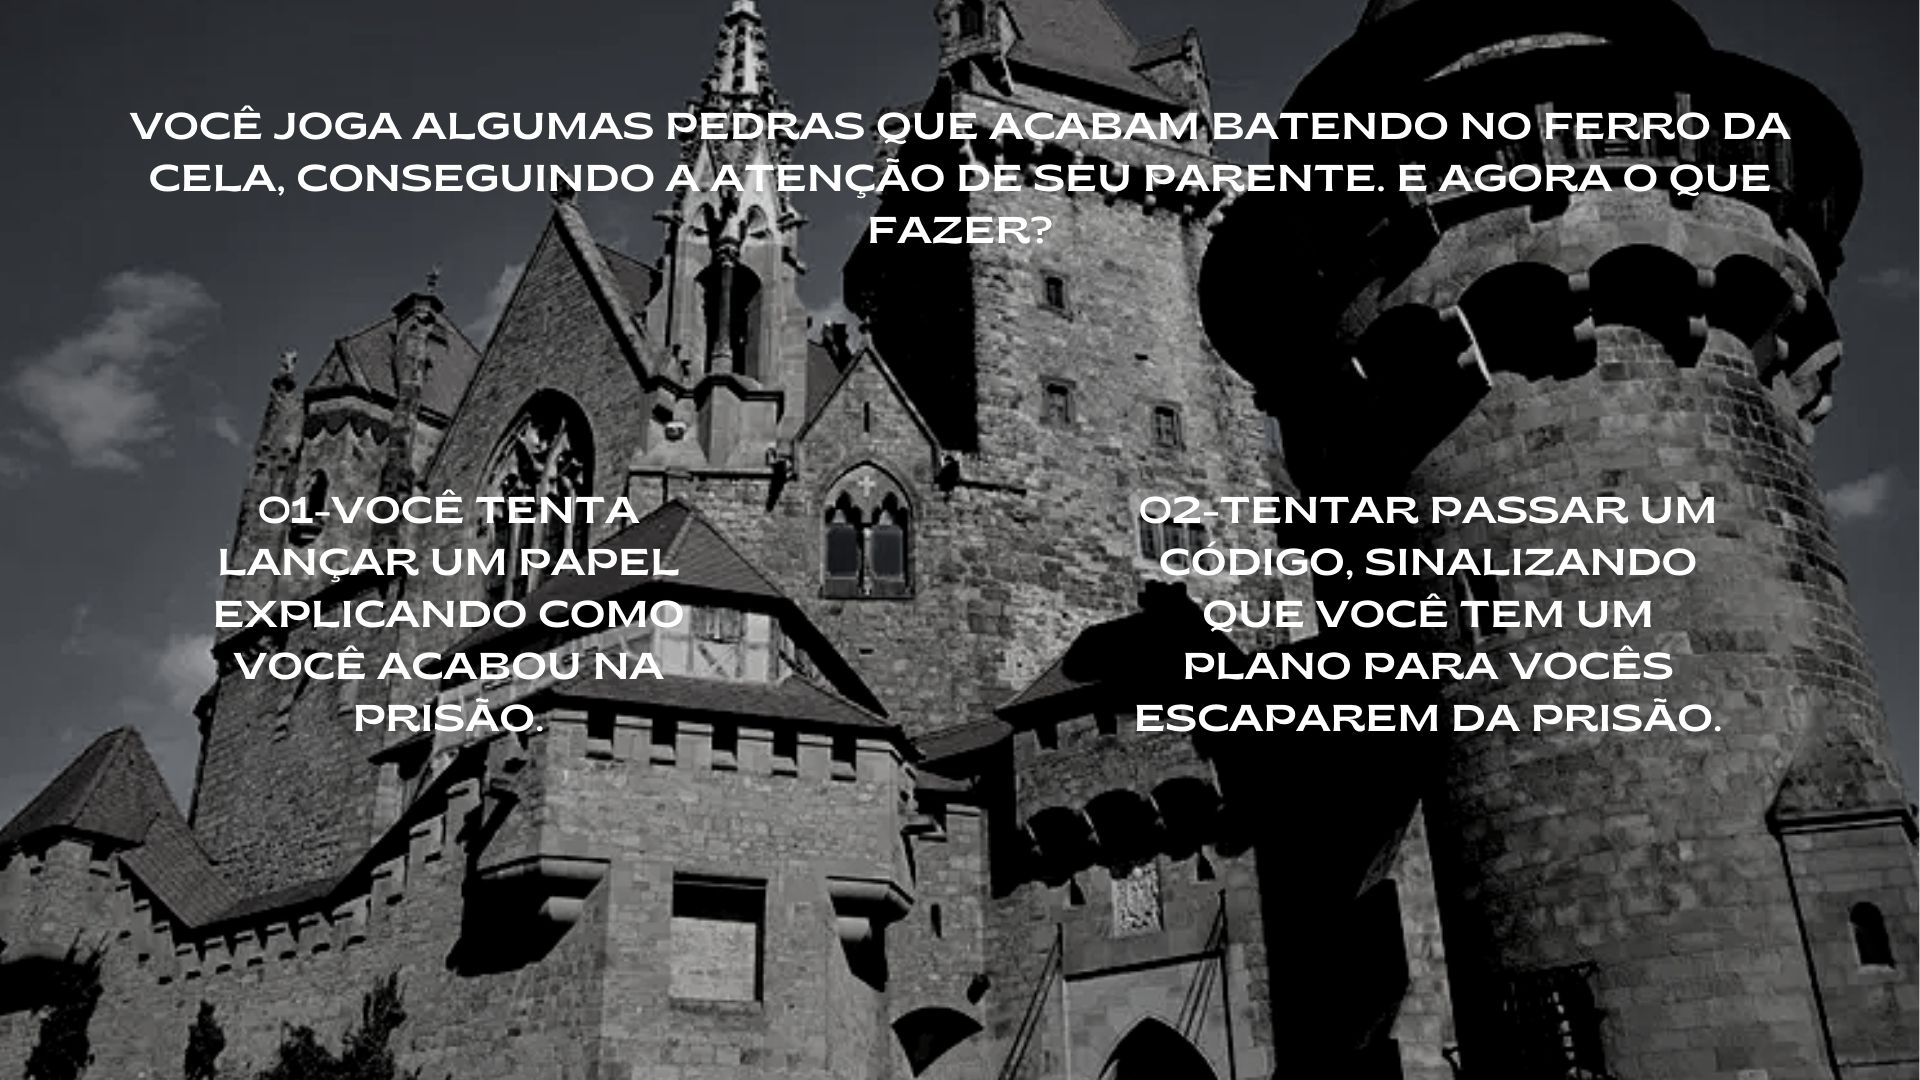 VOCÊ JOGA ALGUMAS PEDRAS QUE ACABAM BATENDO NO FERRO DA
CELA, CONSEGUINDO A ATENÇÃO DE SEU PARENTE. E AGORA O QUE
FAZER?
01-VOCÊ TENTA
LANÇAR UM PAPEL
EXPLICANDO COMO
VOCÊ ACABOU NA
PRISÃO.
02-TENTAR PASSAR UM
CÓDIGO, SINALIZANDO
QUE VOCÊ TEM UM
PLANO PARA VOCÊS
ESCAPAREM DA PRISÃO.